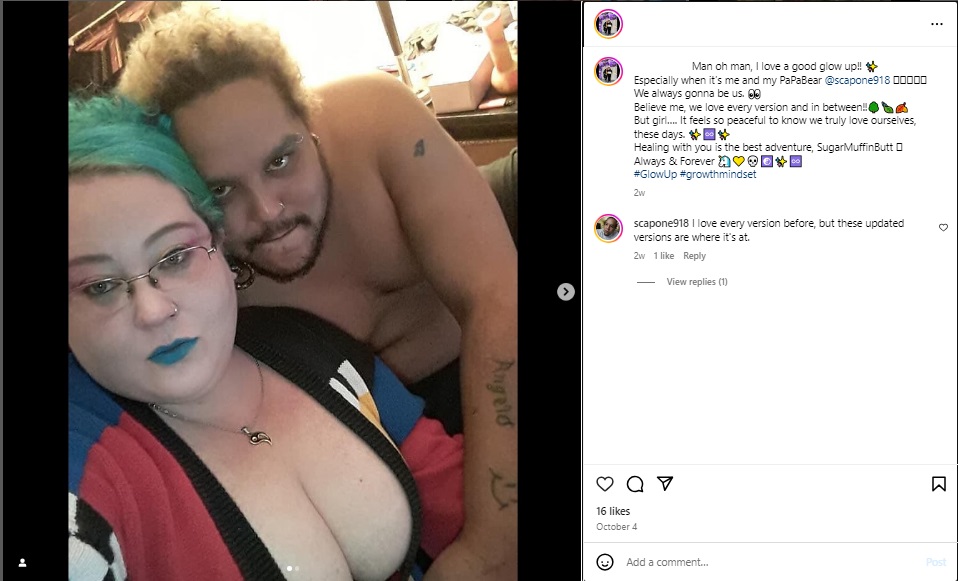 Man oh man, I love a good glow up!! ✨
Especially when it's me and my PaPaBear @scapone918 □□□□□
We always gonna be us. 👀
Believe me, we love every version and in between!!🌳🍃🍂
But girl.... It feels so peaceful to know we truly love ourselves,
these days. ✨♾️✨
Healing with you is the best adventure, SugarMuffinButt □
Always & Forever 🦄💛💀☯️✨♾️
#GlowUp #growthmindset
2w
scapone918 I love every version before, but these updated
versions are where it's at.
2w 1 like Reply
View replies (1)
16 likes
October 4
Add a comment...
Post